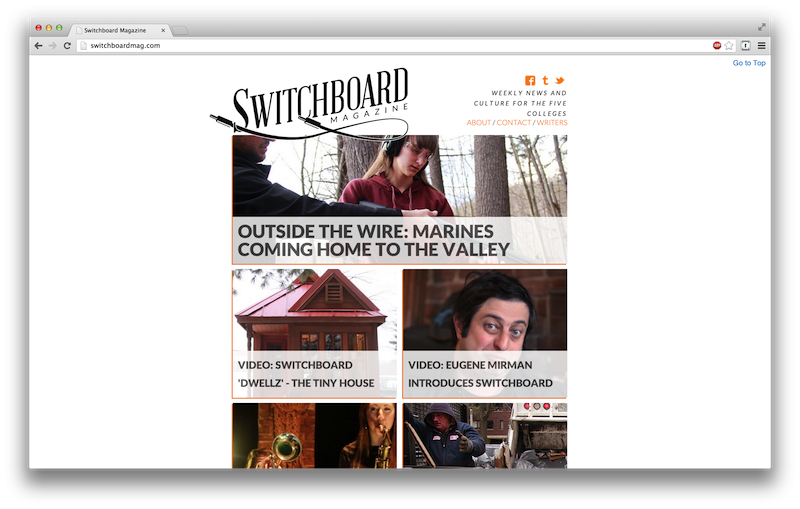 Switchboard Magazine
switchboardmag.com
Go to Top
SWITCHBOARD
MAGAZINE
WEEKLY NEWS AND
CULTURE FOR THE FIVE
COLLEGES
ABOUT / CONTACT / WRITERS
OUTSIDE THE WIRE: MARINES
COMING HOME TO THE VALLEY
VIDEO: SWITCHBOARD
'DWELLZ' - THE TINY HOUSE
VIDEO: EUGENE MIRMAN
INTRODUCES SWITCHBOARD